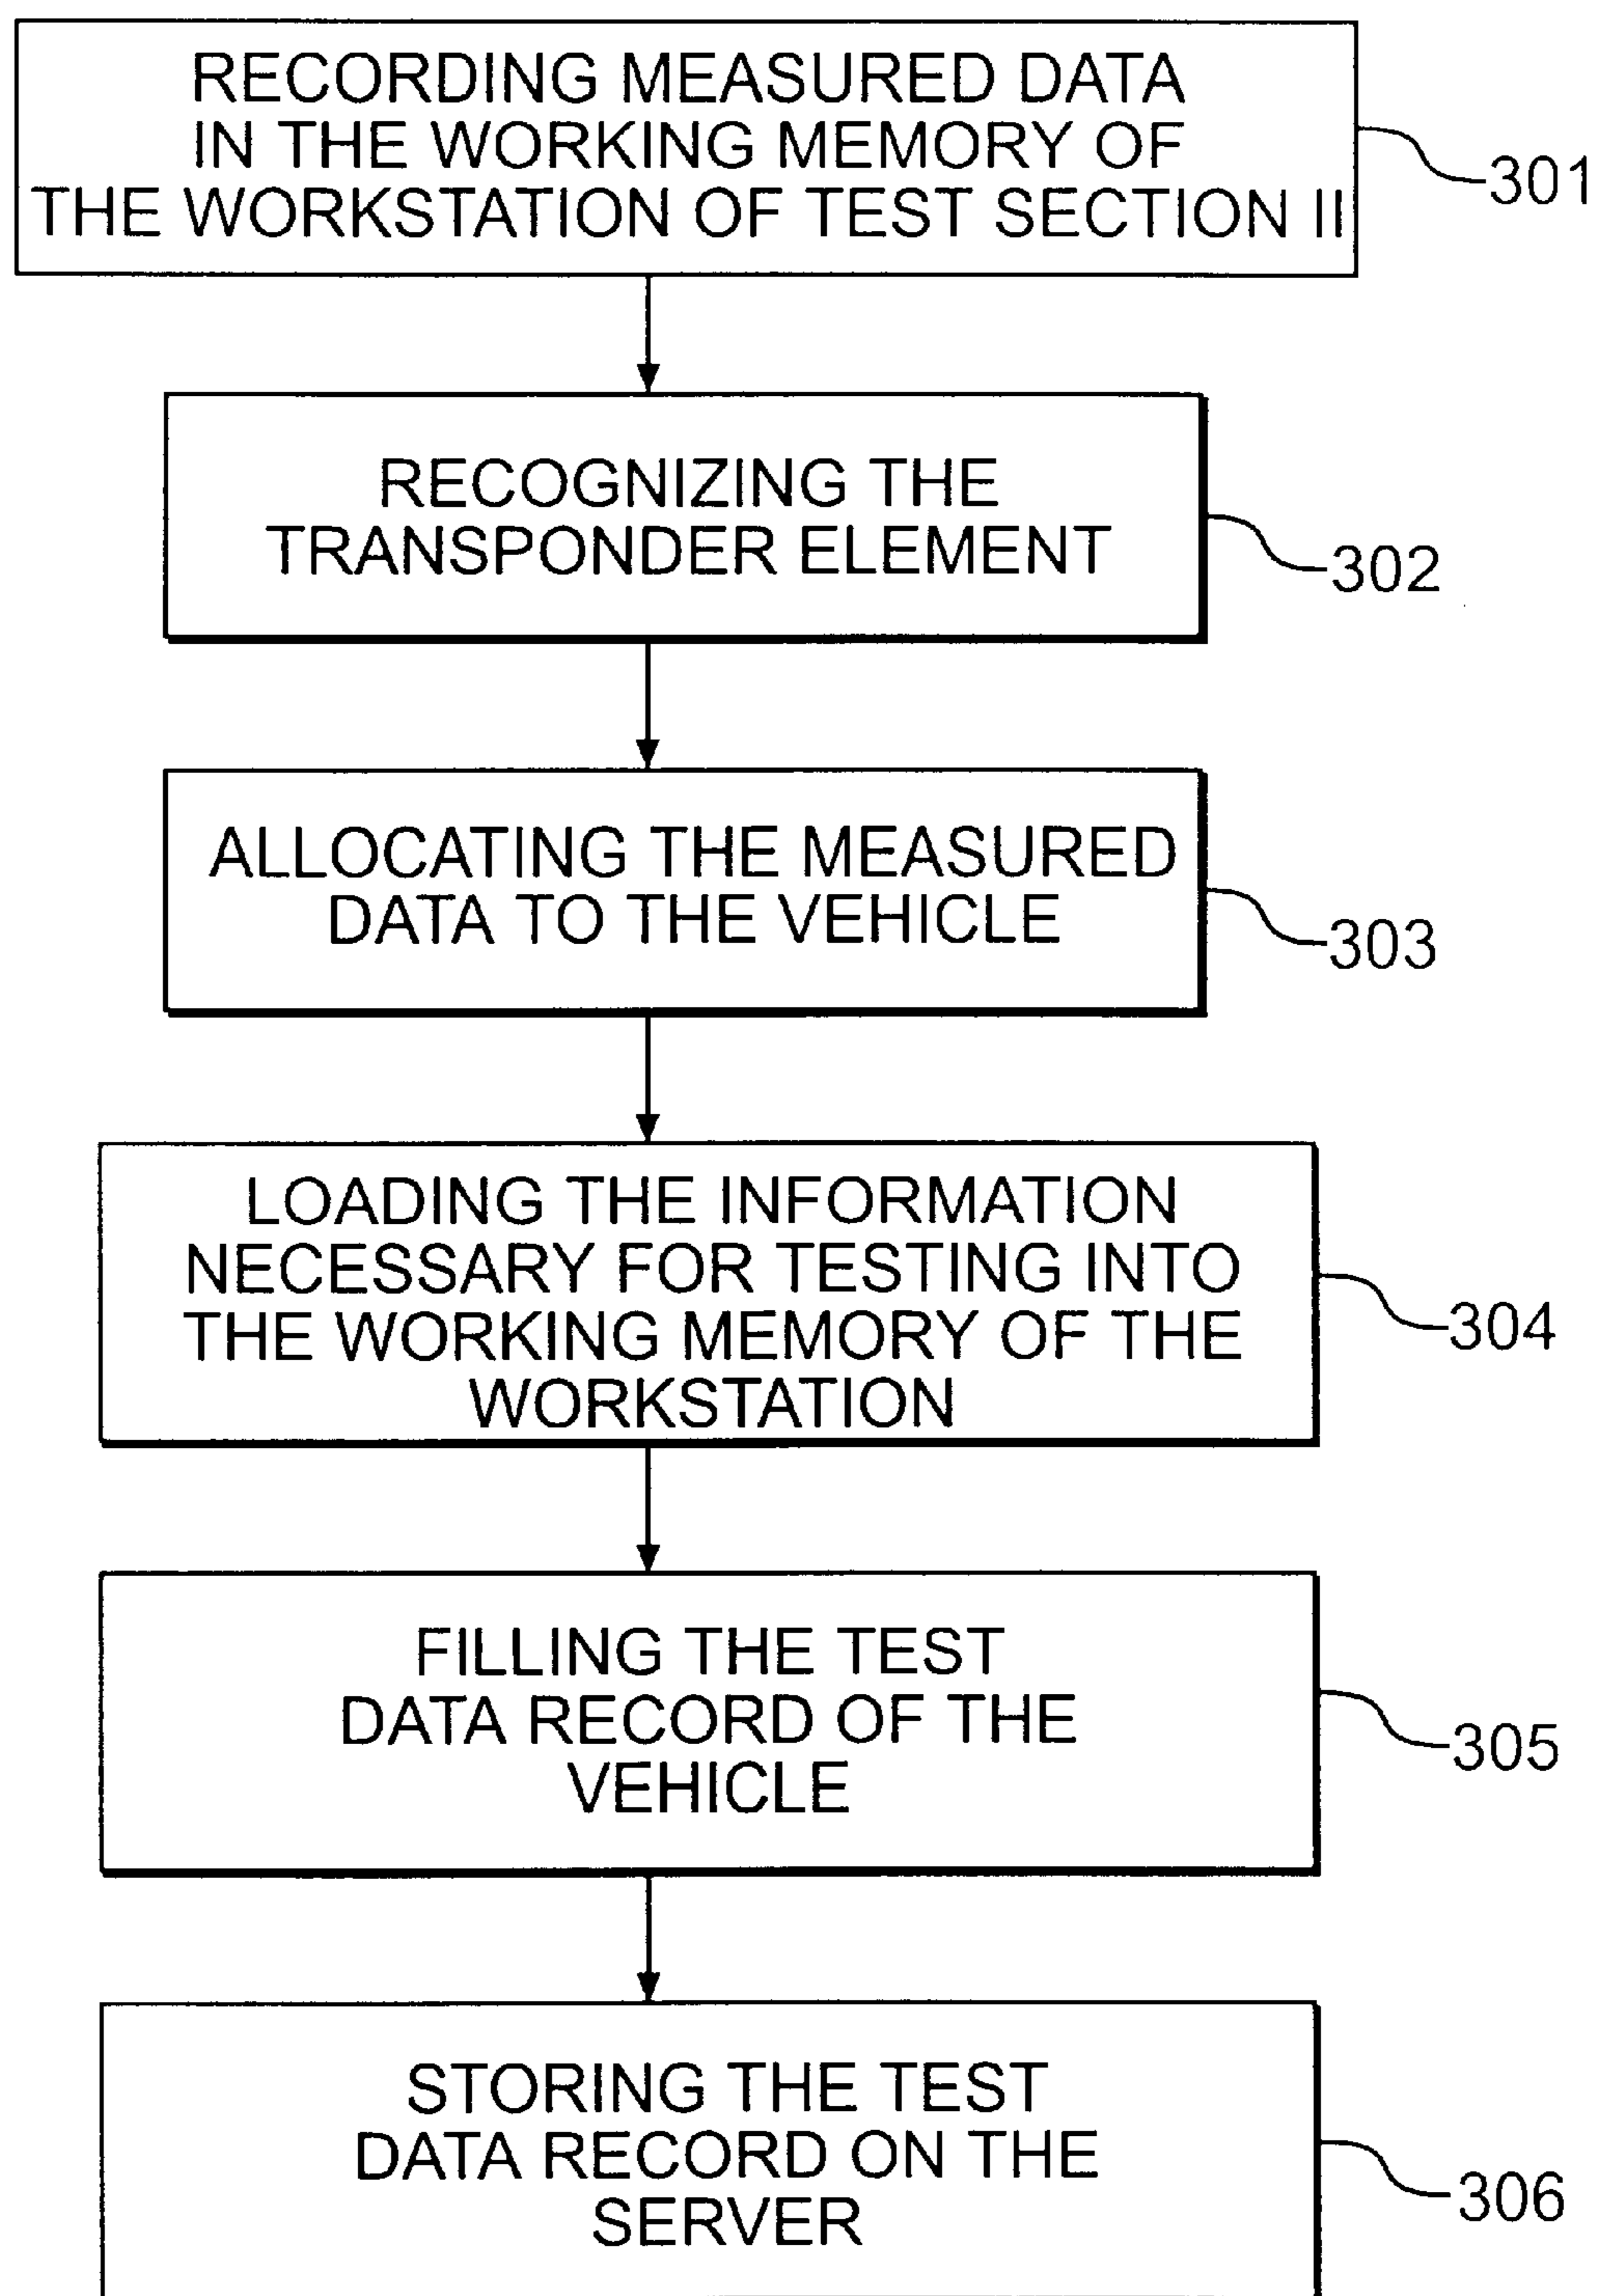 RECORDING MEASURED DATA
IN THE WORKING MEMORY OF
THE WORKSTATION OF TEST SECTION II
301
RECOGNIZING THE
TRANSPONDER ELEMENT
302
ALLOCATING THE MEASURED
DATA TO THE VEHICLE
303
LOADING THE INFORMATION
NECESSARY FOR TESTING INTO
THE WORKING MEMORY OF THE
WORKSTATION
304
FILLING THE TEST
DATA RECORD OF THE
VEHICLE
305
STORING THE TEST
DATA RECORD ON THE
SERVER
306